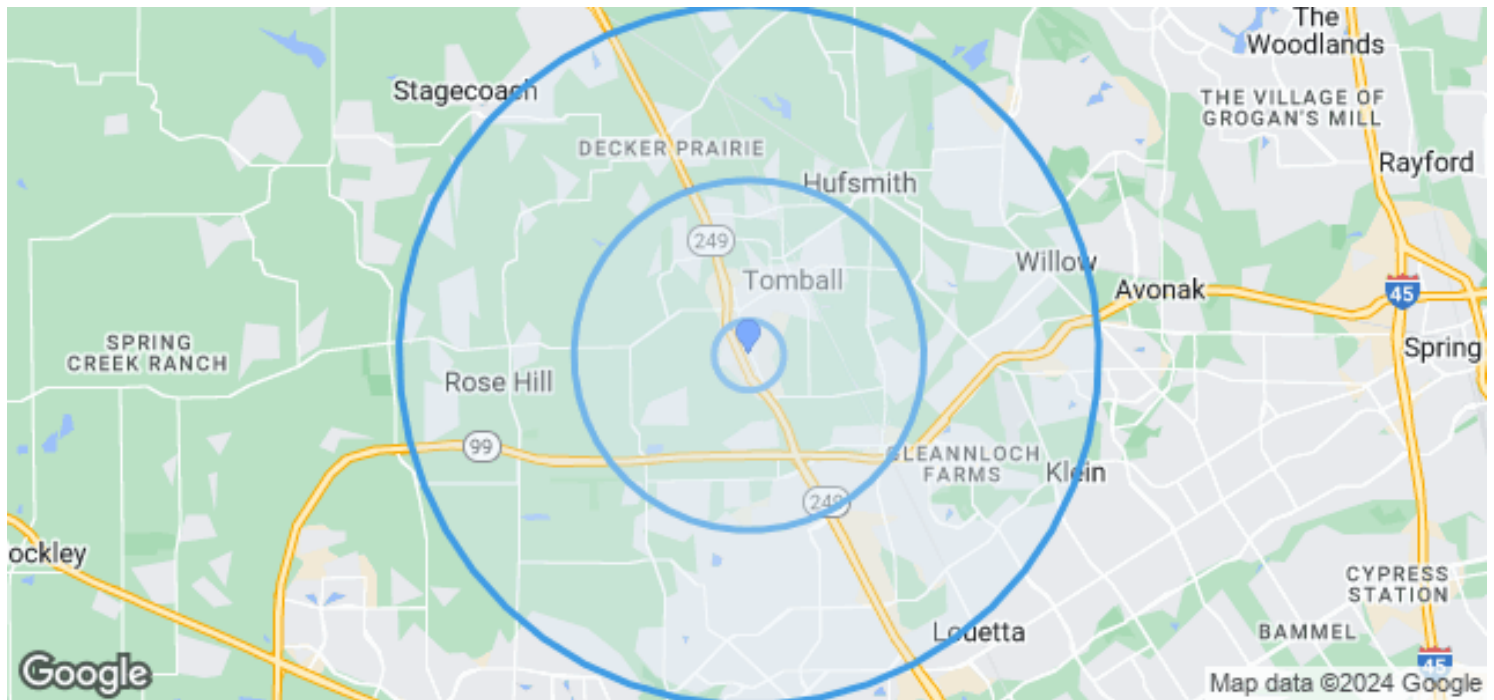 The
Woodlands
Stagecoach
THE VILLAGE OF
GROGAN'S MILL
DECKER PRAIRIE
Rayford
Hufsmith
249
Tomball
Willow
Avonak
45
SPRING
CREEK RANCH
Spring
Rose Hill
99
GLEANNLOCH
FARMS
Klein
249
ockley
CYPRESS
STATION
Louetta
BAMMEL
45
Google
Map data ©2024 Google